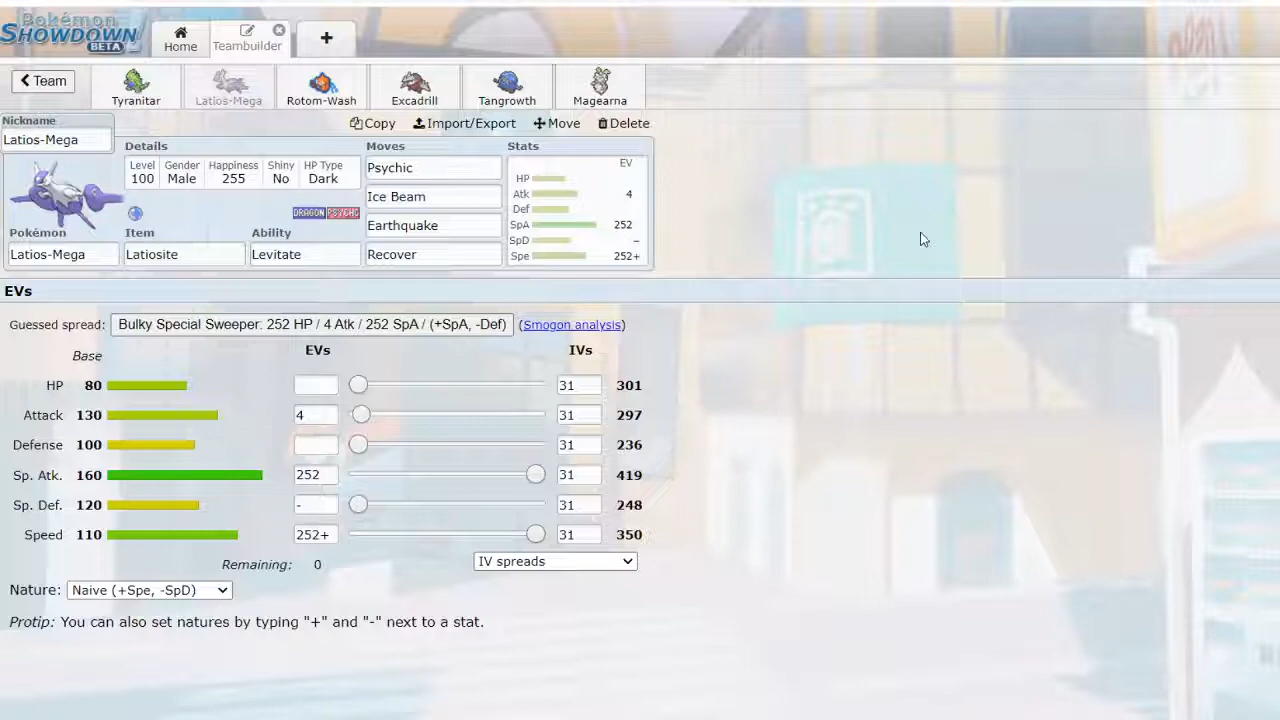 Pokémon
SHOWDOWN
BETA
Home
Teambuilder
+
Team
Tyranitar
Latios-Mega
Rotom-Wash
Excadrill
Tangrowth
Magearna
Nickname
Latios-Mega
Copy Import/Export Move Delete
Details
Level Gender Happiness Shiny HP Type
100 Male 255 No Dark
DRAGON PSYCHC
Pokémon Item Ability
Latios-Mega Latiosite Levitate
Moves
Psychic
Ice Beam
Earthquake
Recover
Stats
EV
HP
Atk 4
Def
SpA 252
SpD –
Spe 252+
EVs
Guessed spread: Bulky Special Sweeper: 252 HP / 4 Atk / 252 SpA / (+SpA, -Def) (Smogon analysis)
Base EVs IVs
HP 80 31 301
Attack 130 4 31 297
Defense 100 31 236
Sp. Atk. 160 252 31 419
Sp. Def. 120 - 31 248
Speed 110 252+ 31 350
Remaining: 0 IV spreads
Nature: Naive (+Spe, -SpD)
Protip: You can also set natures by typing "+" and "-" next to a stat.